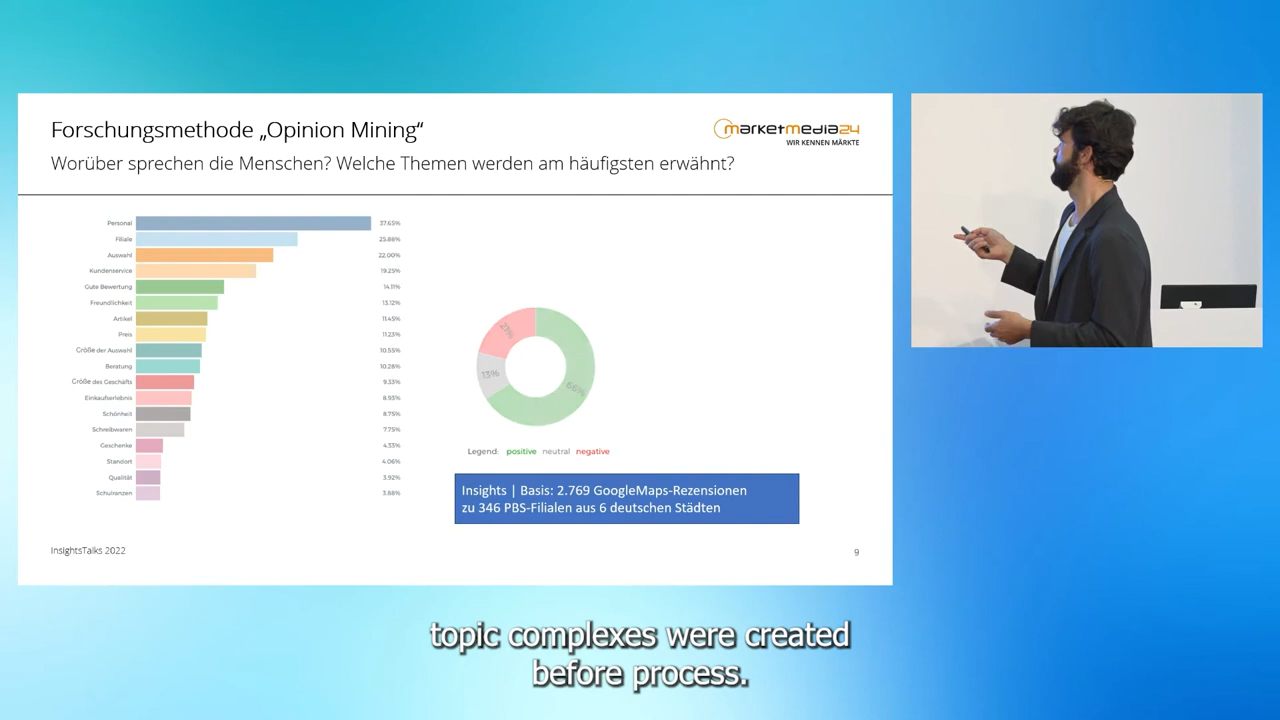 Forschungsmethode „Opinion Mining“
Worüber sprechen die Menschen? Welche Themen werden am häufigsten erwähnt?
marketmedia24
WIR KENNEN MÄRKTE
Personal 37.65%
Filiale 25.88%
Auswahl 22.00%
Kundenservice 19.25%
Gute Bewertung 14.11%
Freundlichkeit 13.12%
Artikel 11.45%
Preis 11.23%
Größe der Auswahl 10.55%
Beratung 10.28%
Größe des Geschäfts 9.33%
Einkaufserlebnis 8.93%
Schönheit 8.75%
Schreibwaren 7.75%
Geschenke 4.33%
Standort 4.06%
Qualität 3.92%
Schulranzen 3.88%
21%
13%
66%
Legend: positive neutral negative
Insights | Basis: 2.769 GoogleMaps-Rezensionen
zu 346 PBS-Filialen aus 6 deutschen Städten
InsightsTalks 2022
9
topic complexes were created
before process.